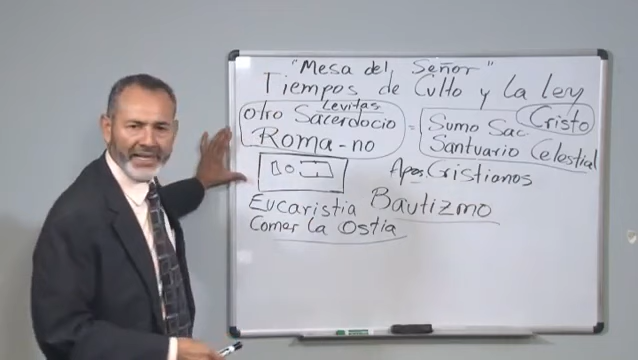 "Mesa del Señor"
Tiempos de Culto y la Ley
Levitas
Otro Sacerdocio
Roma-no
= Sumo Sac Cristo
Santuario Celestial
Apos Cristianos
Eucaristia Bautizmo
Comer la Ostia